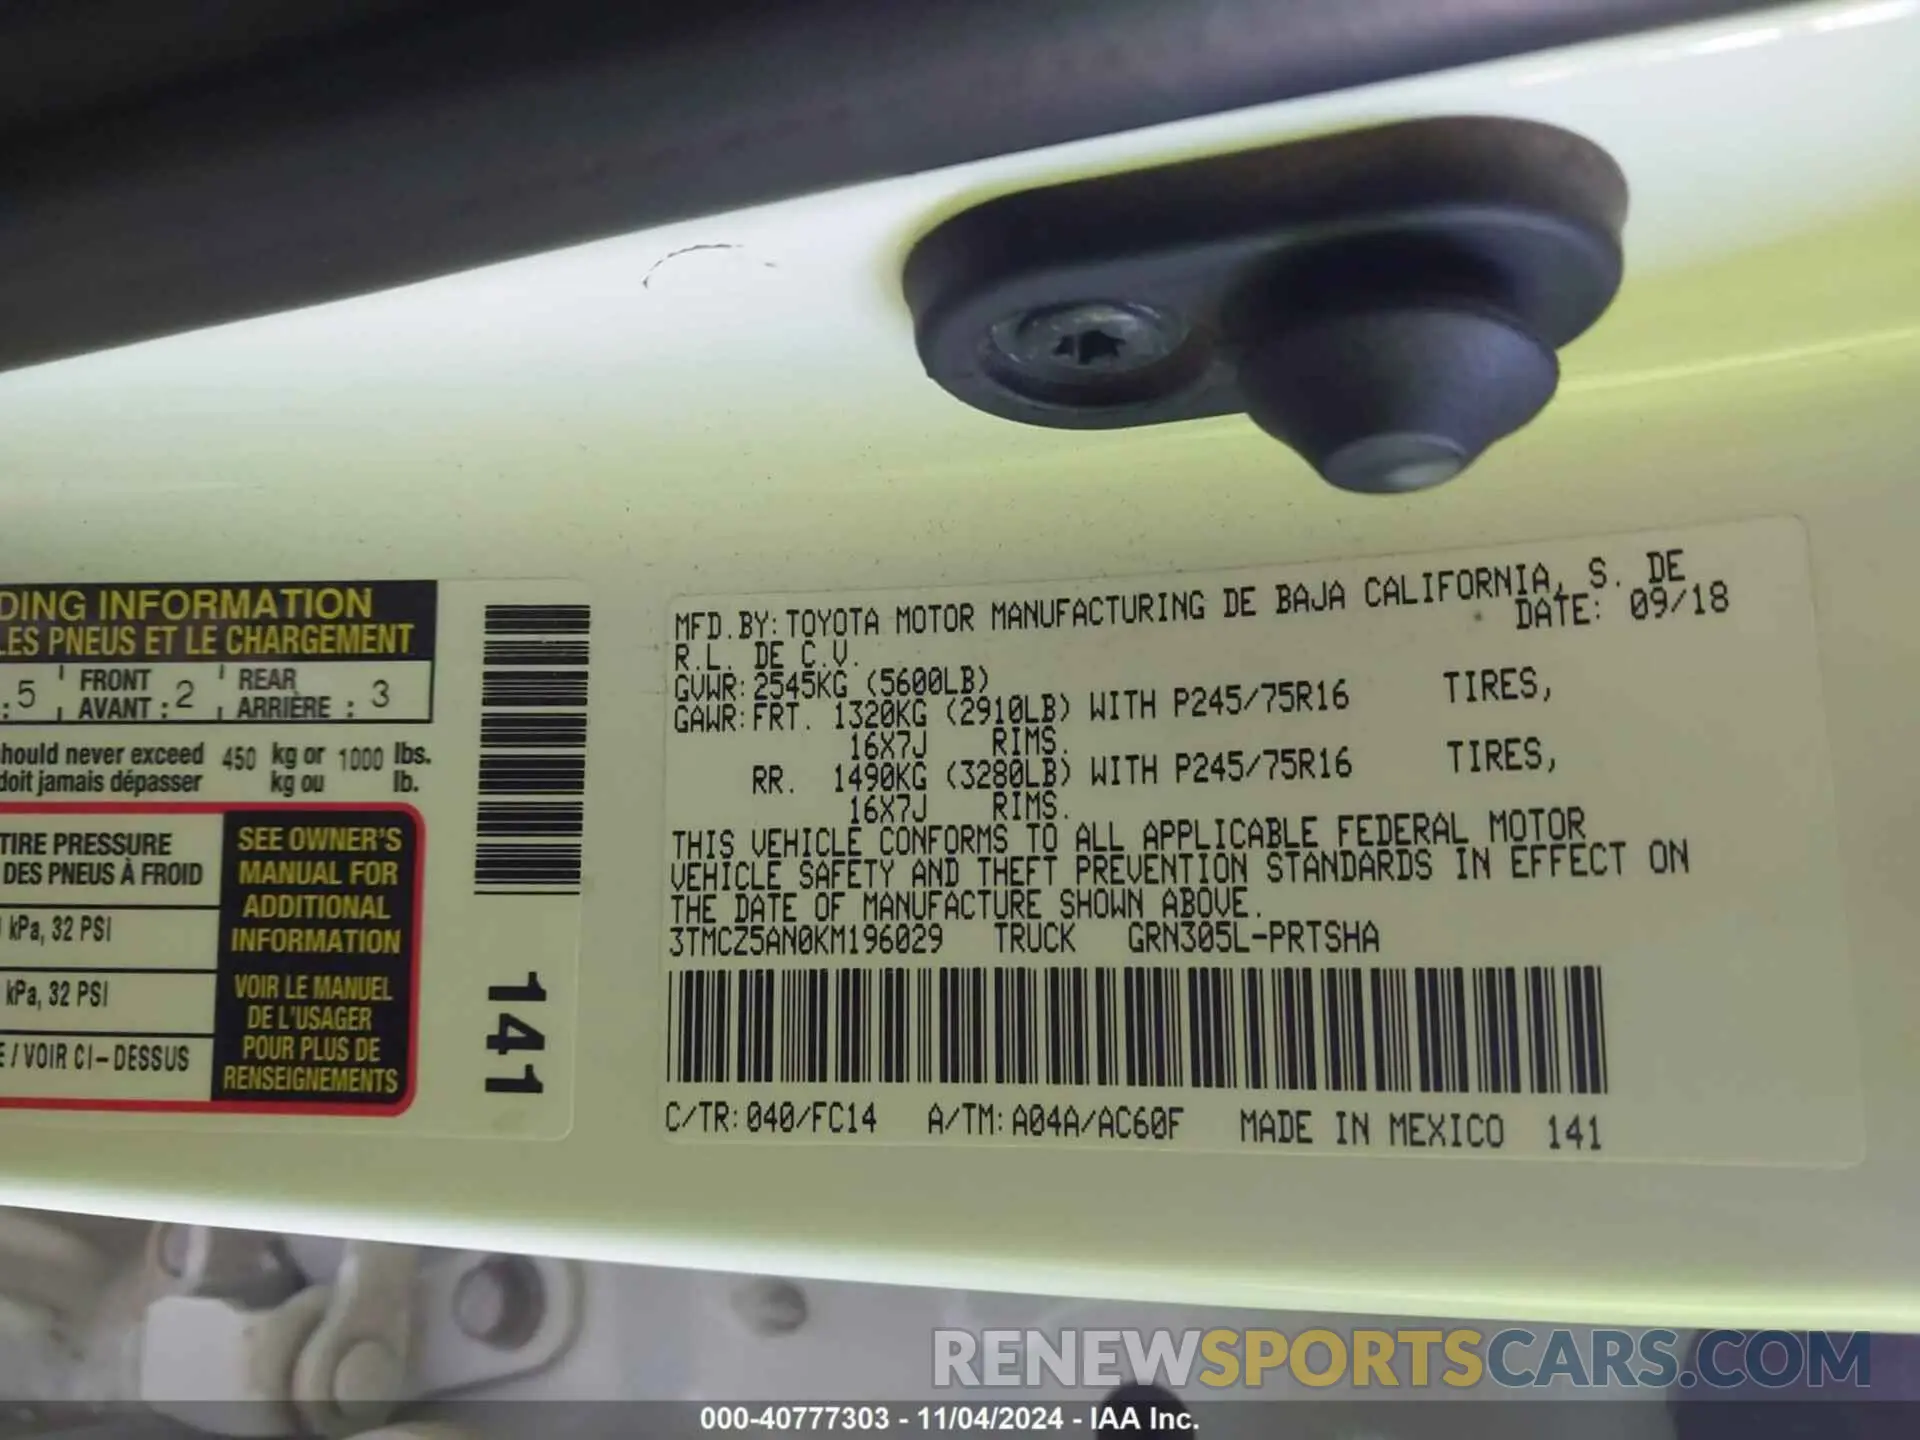 DING INFORMATION
LES PNEUS ET LE CHARGEMENT
: 5 FRONT AVANT : 2 REAR ARRIÈRE : 3
hould never exceed 450 kg or 1000 lbs.
doit jamais dépasser kg ou lb.
TIRE PRESSURE
DES PNEUS À FROID
kPa, 32 PSI
kPa, 32 PSI
E / VOIR CI-DESSUS
SEE OWNER'S
MANUAL FOR
ADDITIONAL
INFORMATION
VOIR LE MANUEL
DE L'USAGER
POUR PLUS DE
RENSEIGNEMENTS
141
MFD.BY: TOYOTA MOTOR MANUFACTURING DE BAJA CALIFORNIA, S. DE
R.L. DE C.V. DATE: 09/18
GVWR: 2545KG (5600LB)
GAWR: FRT. 1320KG (2910LB) WITH P245/75R16 TIRES,
16X7J RIMS.
RR. 1490KG (3280LB) WITH P245/75R16 TIRES,
16X7J RIMS.
THIS VEHICLE CONFORMS TO ALL APPLICABLE FEDERAL MOTOR
VEHICLE SAFETY AND THEFT PREVENTION STANDARDS IN EFFECT ON
THE DATE OF MANUFACTURE SHOWN ABOVE.
3TMCZ5AN0KM196029 TRUCK GRN305L-PRTSHA
C/TR: 040/FC14 A/TM: A04A/AC60F MADE IN MEXICO 141
RENEWSPORTSCARS.COM
000-40777303 - 11/04/2024 - IAA Inc.